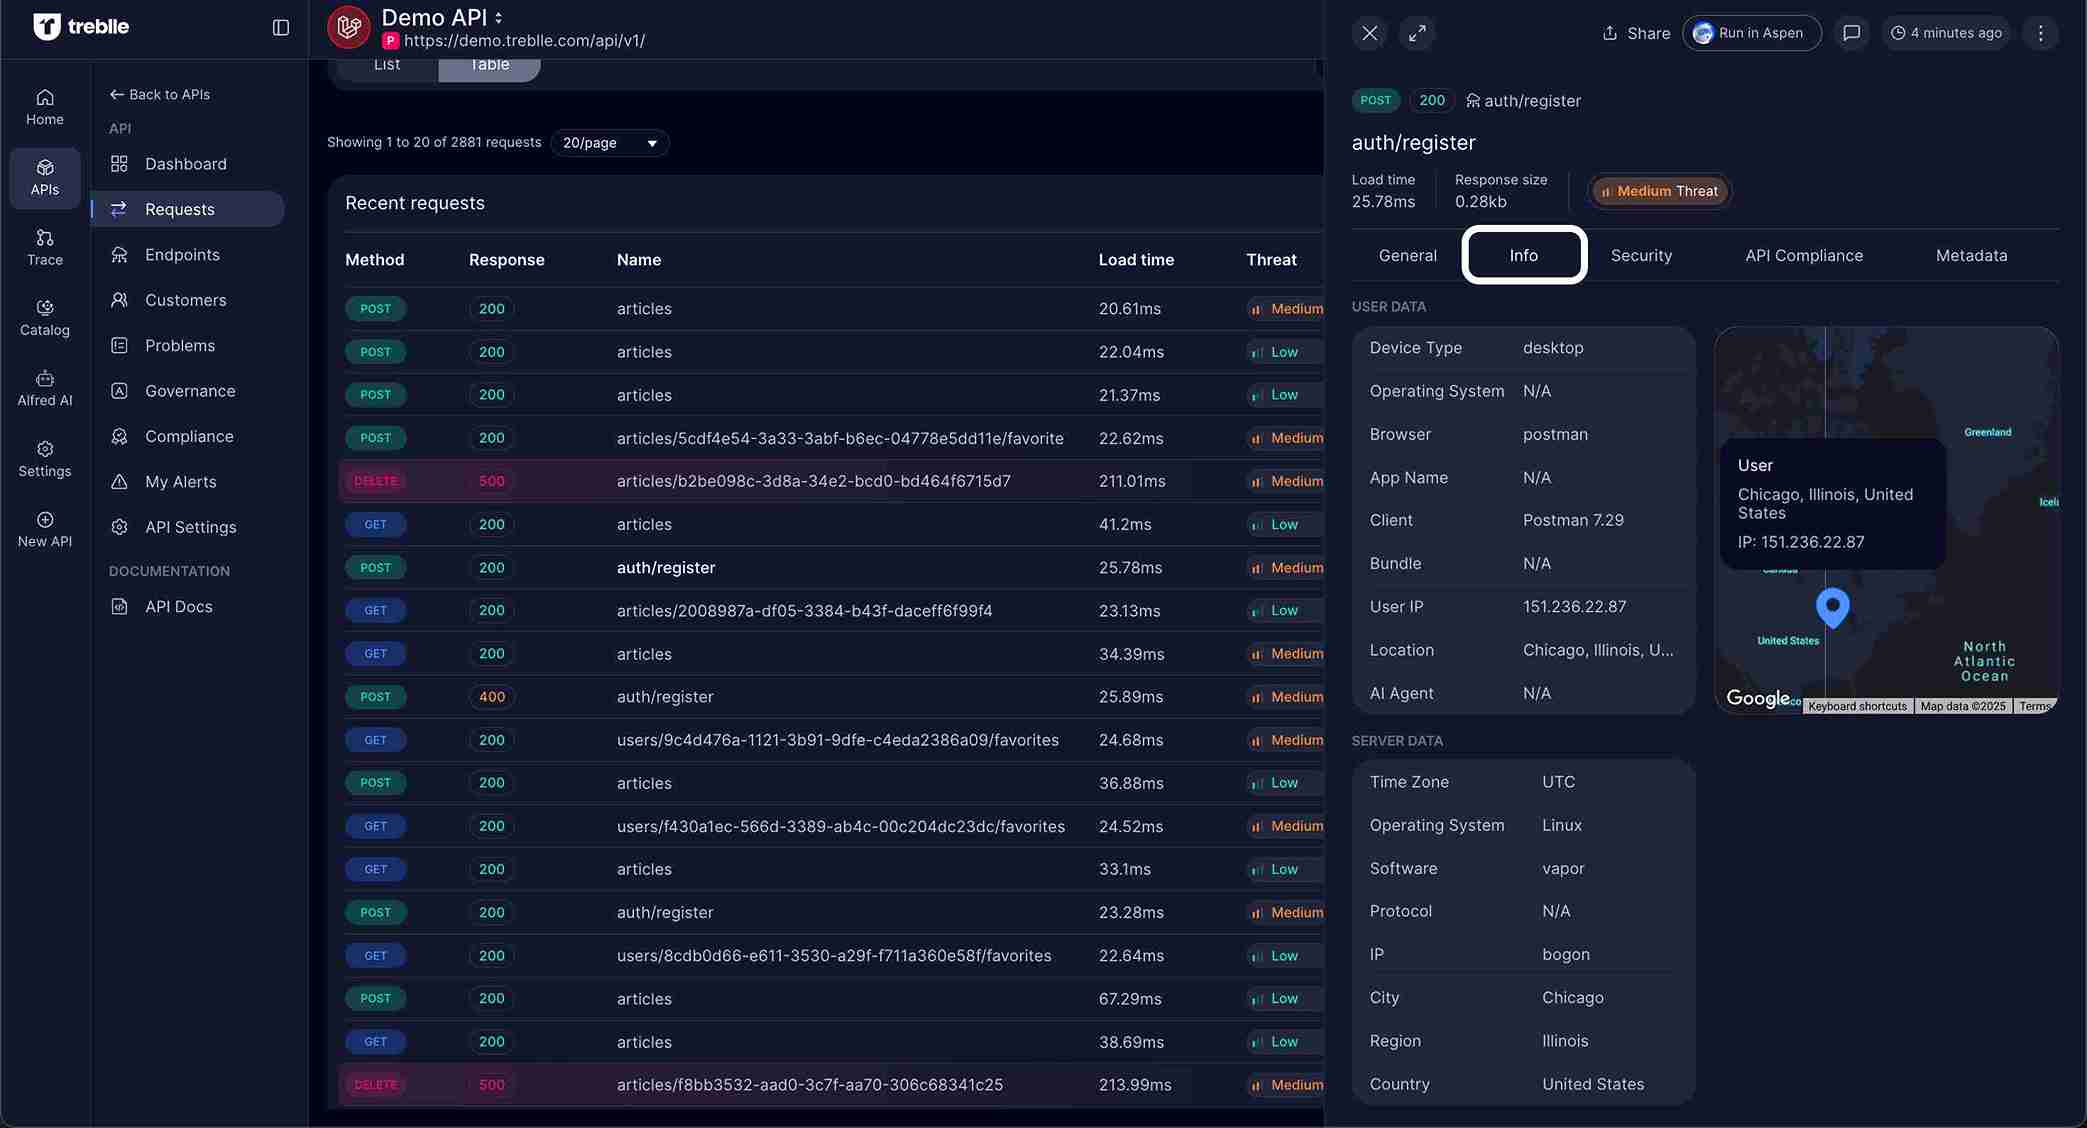 treblle
Demo API
P https://demo.treblle.com/api/v1/
Share
Run in Aspen
4 minutes ago
Home
APIs
Trace
Catalog
Alfred AI
Settings
New API
Back to APIs
API
Dashboard
Requests
Endpoints
Customers
Problems
Governance
Compliance
My Alerts
API Settings
DOCUMENTATION
API Docs
List Table
Showing 1 to 20 of 2881 requests 20/page
Recent requests
Method Response Name Load time Threat
POST 200 articles 20.61ms Medium
POST 200 articles 22.04ms Low
POST 200 articles 21.37ms Low
POST 200 articles/5cdf4e54-3a33-3abf-b6ec-04778e5dd11e/favorite 22.62ms Medium
DELETE 500 articles/b2be098c-3d8a-34e2-bcd0-bd464f6715d7 211.01ms Medium
GET 200 articles 41.2ms Low
POST 200 auth/register 25.78ms Medium
GET 200 articles/2008987a-df05-3384-b43f-daceff6f99f4 23.13ms Low
GET 200 articles 34.39ms Medium
POST 400 auth/register 25.89ms Medium
GET 200 users/9c4d476a-1121-3b91-9dfe-c4eda2386a09/favorites 24.68ms Medium
POST 200 articles 36.88ms Low
GET 200 users/f430a1ec-566d-3389-ab4c-00c204dc23dc/favorites 24.52ms Medium
GET 200 articles 33.1ms Low
POST 200 auth/register 23.28ms Medium
GET 200 users/8cdb0d66-e611-3530-a29f-f711a360e58f/favorites 22.64ms Low
POST 200 articles 67.29ms Low
GET 200 articles 38.69ms Low
DELETE 500 articles/f8bb3532-aad0-3c7f-aa70-306c68341c25 213.99ms Medium
POST 200 auth/register
auth/register
Load time Response size
25.78ms 0.28kb
Medium Threat
General Info Security API Compliance Metadata
USER DATA
Device Type desktop
Operating System N/A
Browser postman
App Name N/A
Client Postman 7.29
Bundle N/A
User IP 151.236.22.87
Location Chicago, Illinois, U...
AI Agent N/A
Greenland
Icel
User
Chicago, Illinois, United
States
IP: 151.236.22.87
Canada
United States
North
Atlantic
Ocean
Google
Keyboard shortcuts Map data ©2025 Terms
SERVER DATA
Time Zone UTC
Operating System Linux
Software vapor
Protocol N/A
IP bogon
City Chicago
Region Illinois
Country United States